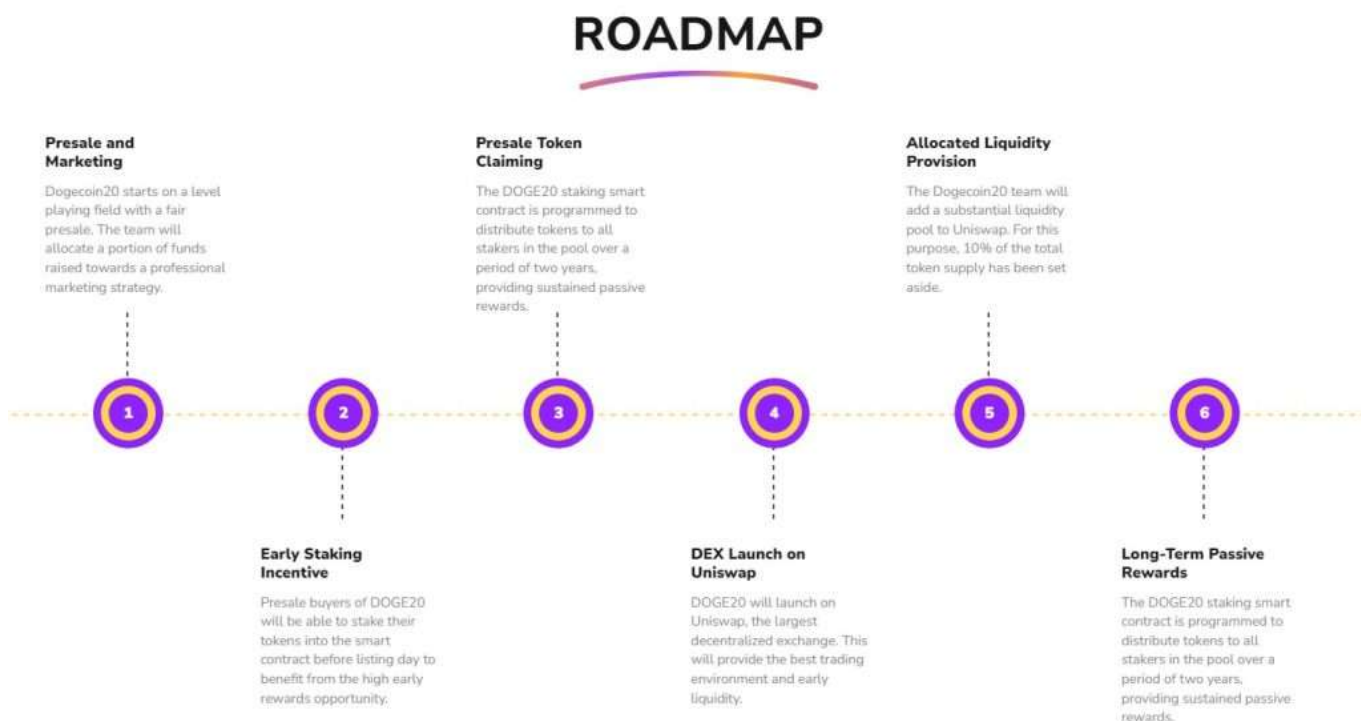 ROADMAP
Presale and
Marketing
Dogecoin20 starts on a level
playing field with a fair
presale. The team will
allocate a portion of funds
raised towards a professional
marketing strategy.
Presale Token
Claiming
The DOGE20 staking smart
contract is programmed to
distribute tokens to all
stakers in the pool over a
period of two years,
providing sustained passive
rewards.
Allocated Liquidity
Provision
The Dogecoin20 team will
add a substantial liquidity
pool to Uniswap. For this
purpose, 10% of the total
token supply has been set
aside.
1
2
3
4
5
6
Early Staking
Incentive
Presale buyers of DOGE20
will be able to stake their
tokens into the smart
contract before listing day to
benefit from the high early
rewards opportunity.
DEX Launch on
Uniswap
DOGE20 will launch on
Uniswap, the largest
decentralized exchange. This
will provide the best trading
environment and early
liquidity.
Long-Term Passive
Rewards
The DOGE20 staking smart
contract is programmed to
distribute tokens to all
stakers in the pool over a
period of two years,
providing sustained passive
rewards.